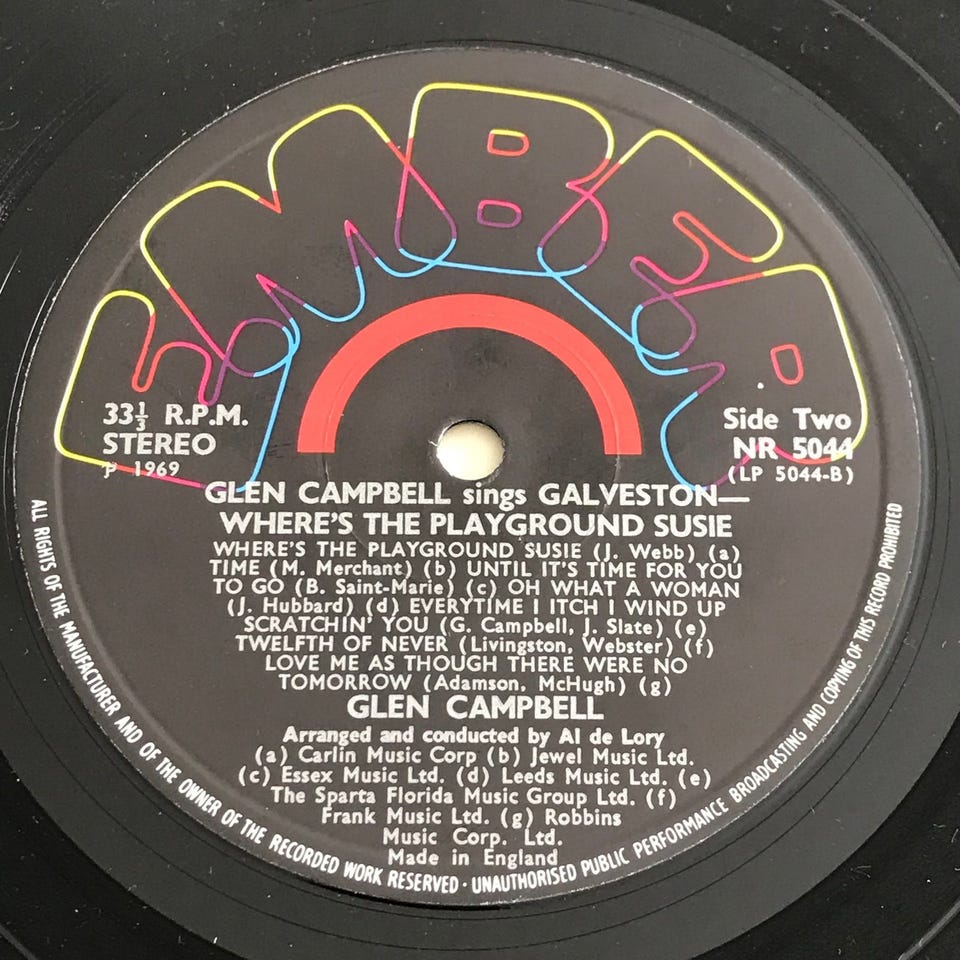 EMBER
33⅓ R.P.M.
STEREO
℗ 1969
Side Two
NR 5044
(LP 5044-B)
GLEN CAMPBELL sings GALVESTON—
WHERE'S THE PLAYGROUND SUSIE
WHERE'S THE PLAYGROUND SUSIE (J. Webb) (a)
TIME (M. Merchant) (b) UNTIL IT'S TIME FOR YOU
TO GO (B. Saint-Marie) (c) OH WHAT A WOMAN
(J. Hubbard) (d) EVERYTIME I ITCH I WIND UP
SCRATCHIN' YOU (G. Campbell, J. Slate) (e)
TWELFTH OF NEVER (Livingston, Webster) (f)
LOVE ME AS THOUGH THERE WERE NO
TOMORROW (Adamson, McHugh) (g)
GLEN CAMPBELL
Arranged and conducted by Al de Lory
(a) Carlin Music Corp (b) Jewel Music Ltd.
(c) Essex Music Ltd. (d) Leeds Music Ltd. (e)
The Sparta Florida Music Group Ltd. (f)
Frank Music Ltd. (g) Robbins
Music Corp. Ltd.
Made in England
ALL RIGHTS OF THE MANUFACTURER AND OF THE OWNER OF THE RECORDED WORK RESERVED · UNAUTHORISED PUBLIC PERFORMANCE BROADCASTING AND COPYING OF THIS RECORD PROHIBITED